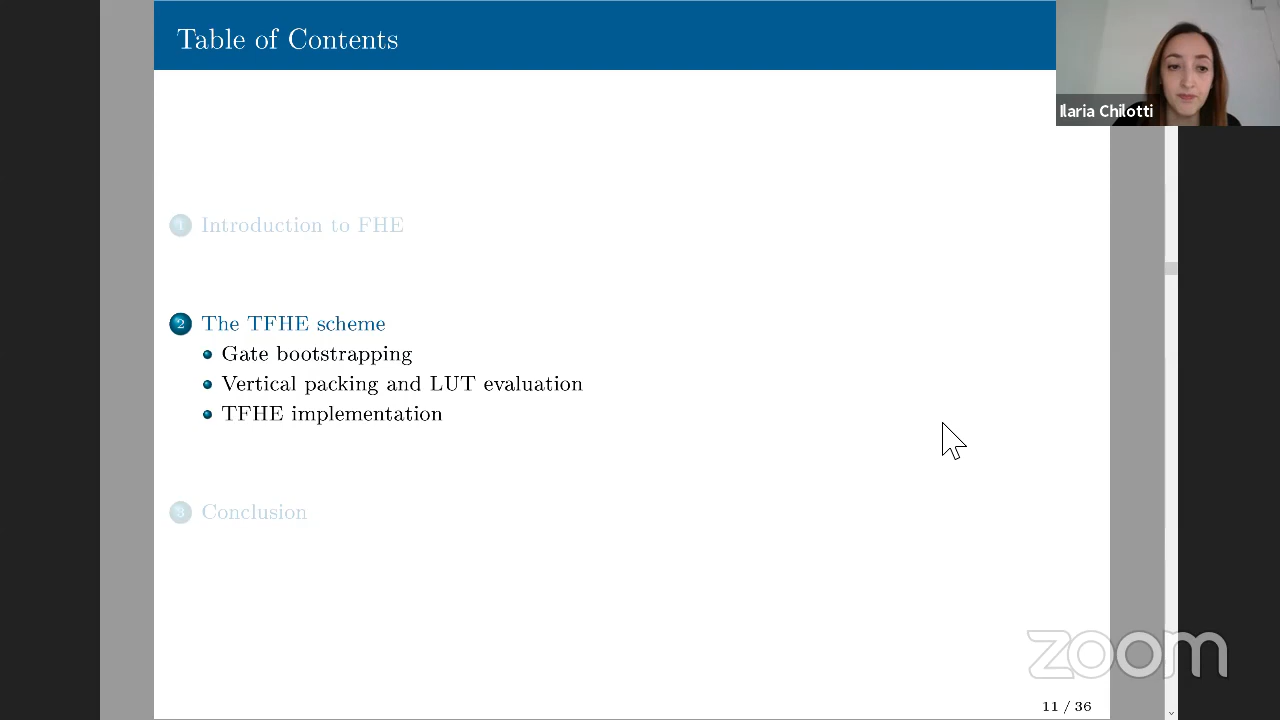 Table of Contents
Ilaria Chilotti
1 Introduction to FHE
2 The TFHE scheme
Gate bootstrapping
Vertical packing and LUT evaluation
TFHE implementation
3 Conclusion
zoom
11 / 36